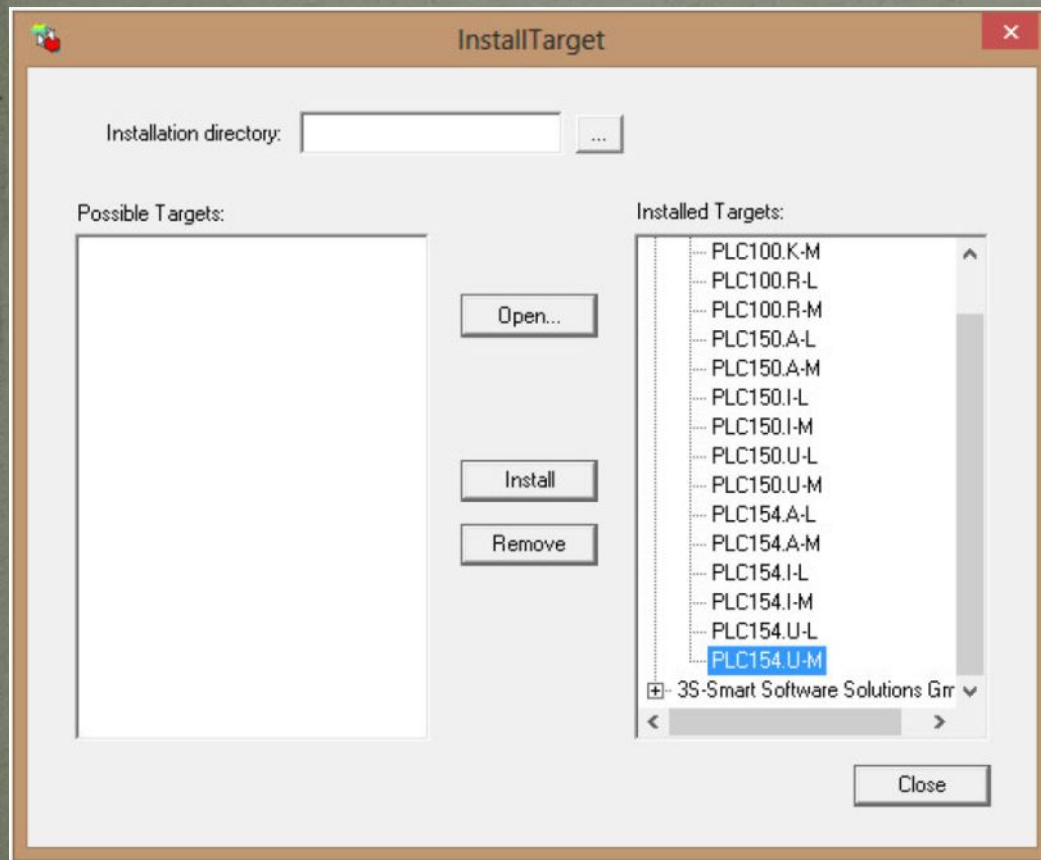 InstallTarget
Installation directory:
...
Possible Targets:
Installed Targets:
Open...
Install
Remove
PLC100.K-M
PLC100.R-L
PLC100.R-M
PLC150.A-L
PLC150.A-M
PLC150.I-L
PLC150.I-M
PLC150.U-L
PLC150.U-M
PLC154.A-L
PLC154.A-M
PLC154.I-L
PLC154.I-M
PLC154.U-L
PLC154.U-M
3S-Smart Software Solutions Gm
Close